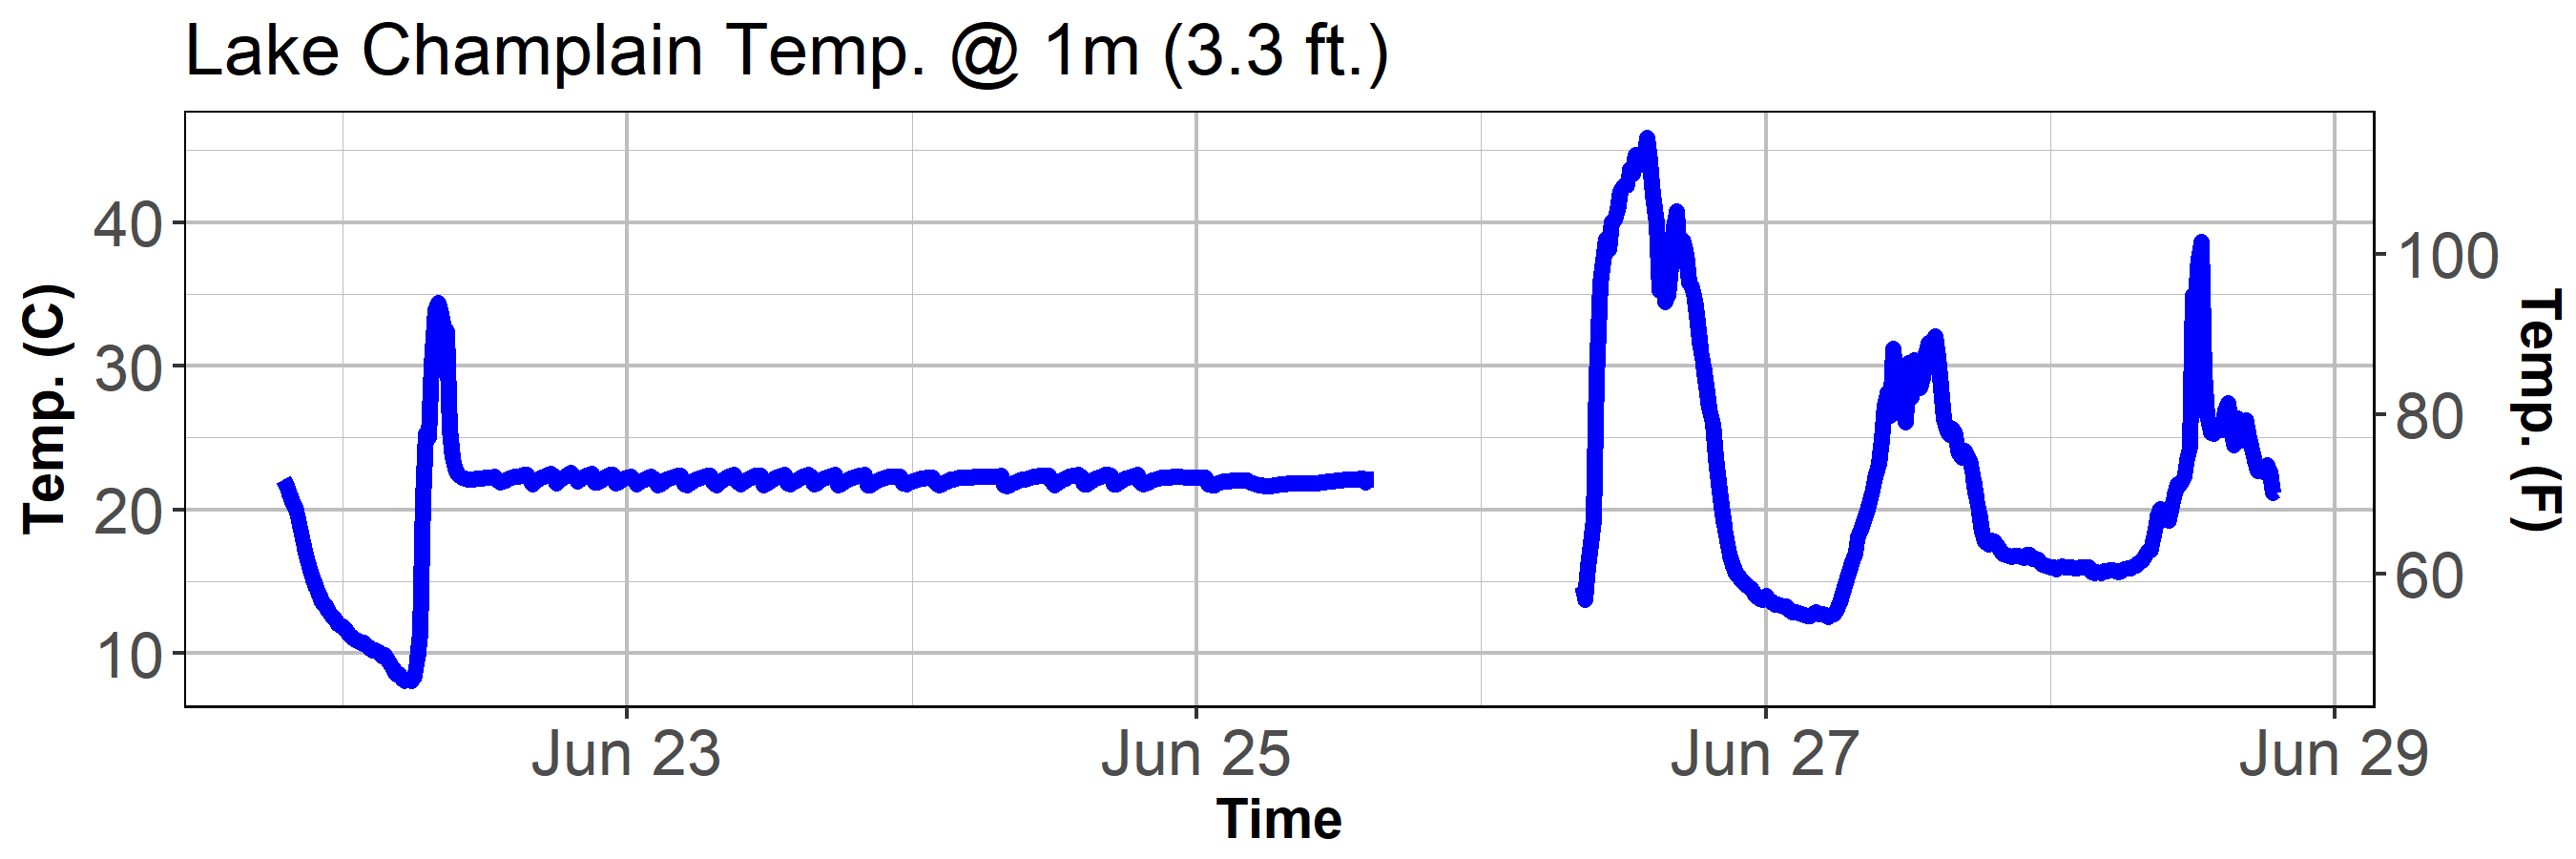 Lake Champlain Temp. @ 1m (3.3 ft.)
Temp. (C)
40
30
20
10
100
80
60
Temp. (F)
Jun 23
Jun 25
Jun 27
Jun 29
Time